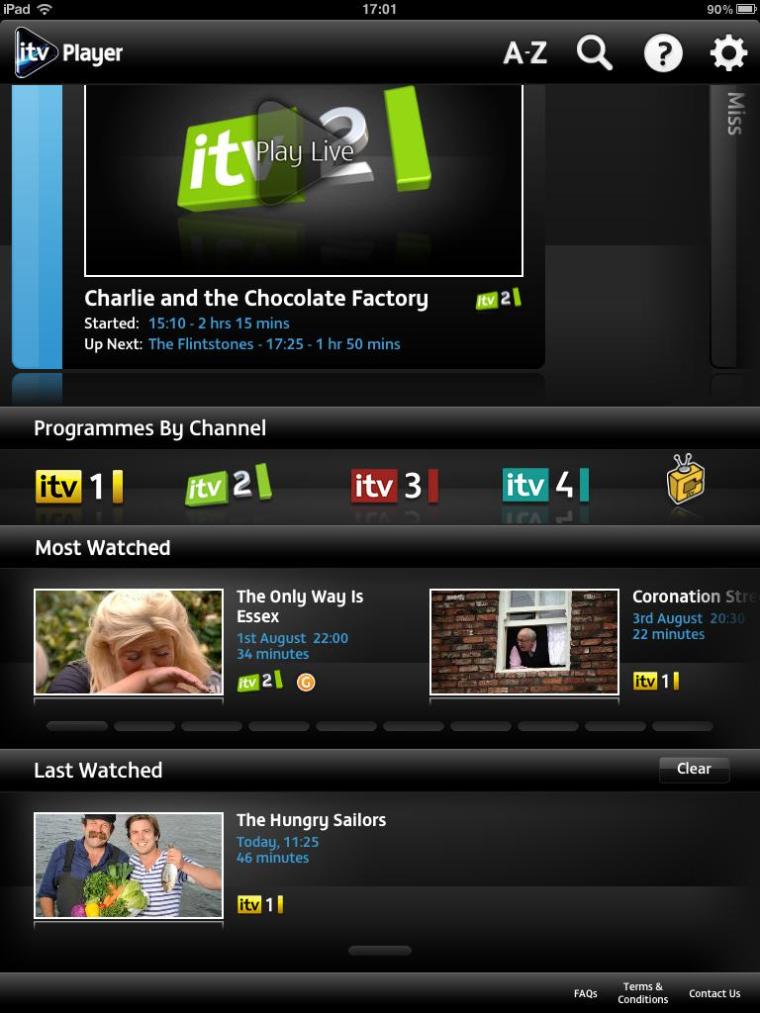 iPad 17:01 90%
itv Player A-Z ?
Miss
itv 2
Play Live
Charlie and the Chocolate Factory itv 2
Started: 15:10 - 2 hrs 15 mins
Up Next: The Flintstones - 17:25 - 1 hr 50 mins
Programmes By Channel
itv 1 itv 2 itv 3 itv 4 C
Most Watched
The Only Way Is
Essex
1st August 22:00
34 minutes
itv 2 G
Coronation Stre
3rd August 20:30
22 minutes
itv 1
Last Watched Clear
The Hungry Sailors
Today, 11:25
46 minutes
itv 1
FAQs
Terms &
Conditions
Contact Us